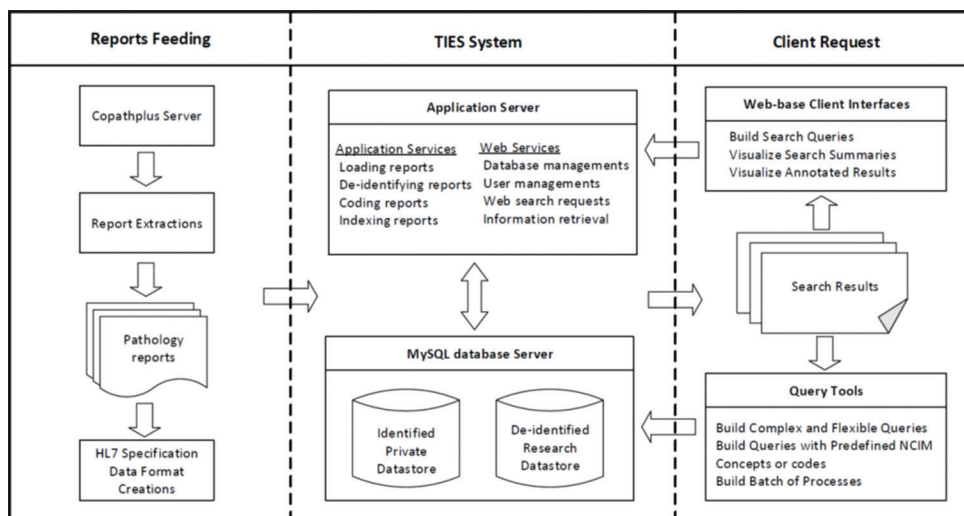 Reports Feeding
TIES System
Client Request
Copathplus Server
Report Extractions
Pathology
reports
HL7 Specification
Data Format
Creations
Application Server
Application Services
Loading reports
De-identifying reports
Coding reports
Indexing reports
Web Services
Database managements
User managements
Web search requests
Information retrieval
MySQL database Server
Identified
Private
Datastore
De-identified
Research
Datastore
Web-base Client Interfaces
Build Search Queries
Visualize Search Summaries
Visualize Annotated Results
Search Results
Query Tools
Build Complex and Flexible Queries
Build Queries with Predefined NCIM
Concepts or codes
Build Batch of Processes